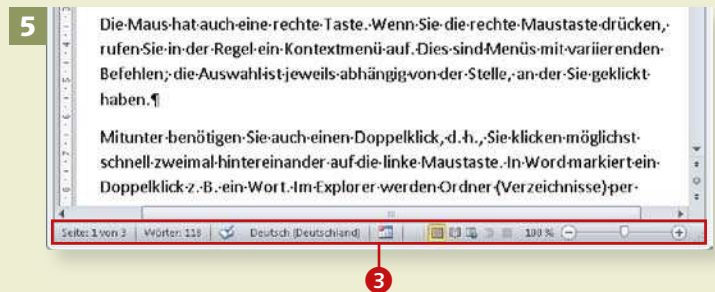 5
Die Maus hat auch eine rechte Taste. Wenn Sie die rechte Maustaste drücken,
rufen Sie in der Regel ein Kontextmenü auf. Dies sind Menüs mit variierenden
Befehlen; die Auswahl ist jeweils abhängig von der Stelle, an der Sie geklickt
haben.¶
Mitunter benötigen Sie auch einen Doppelklick, d. h., Sie klicken möglichst
schnell zweimal hintereinander auf die linke Maustaste. In Word markiert ein
Doppelklick z. B. ein Wort. Im Explorer werden Ordner (Verzeichnisse) per
Seite: 1 von 3 Wörter: 118 Deutsch (Deutschland) 100 %
3